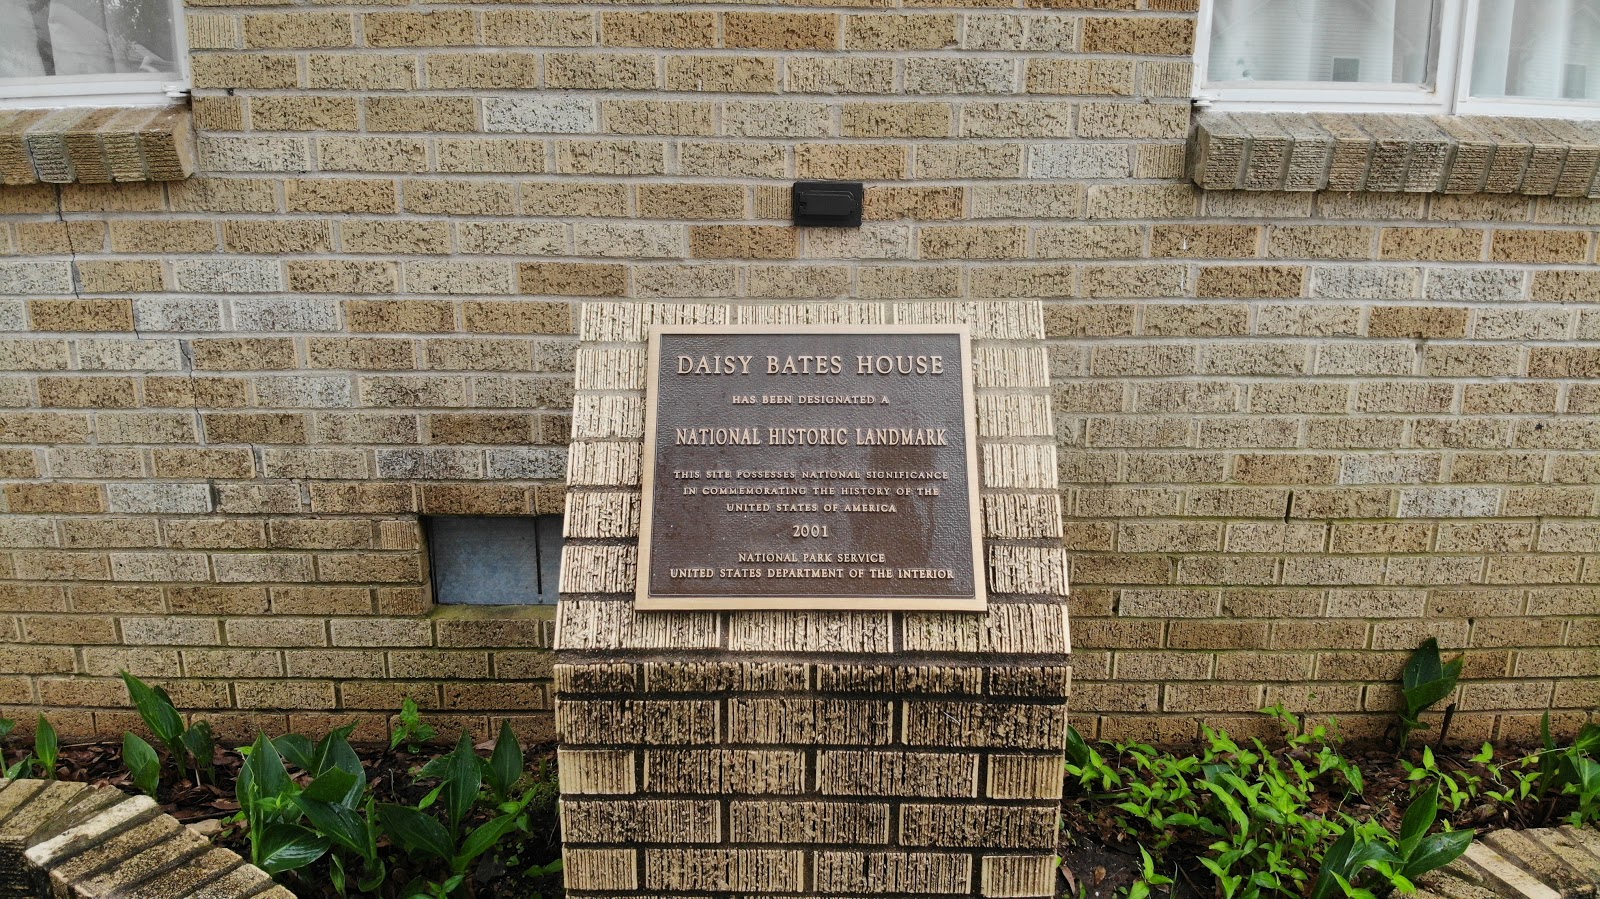 DAISY BATES HOUSE
HAS BEEN DESIGNATED A
NATIONAL HISTORIC LANDMARK
THIS SITE POSSESSES NATIONAL SIGNIFICANCE
IN COMMEMORATING THE HISTORY OF THE
UNITED STATES OF AMERICA
2001
NATIONAL PARK SERVICE
UNITED STATES DEPARTMENT OF THE INTERIOR